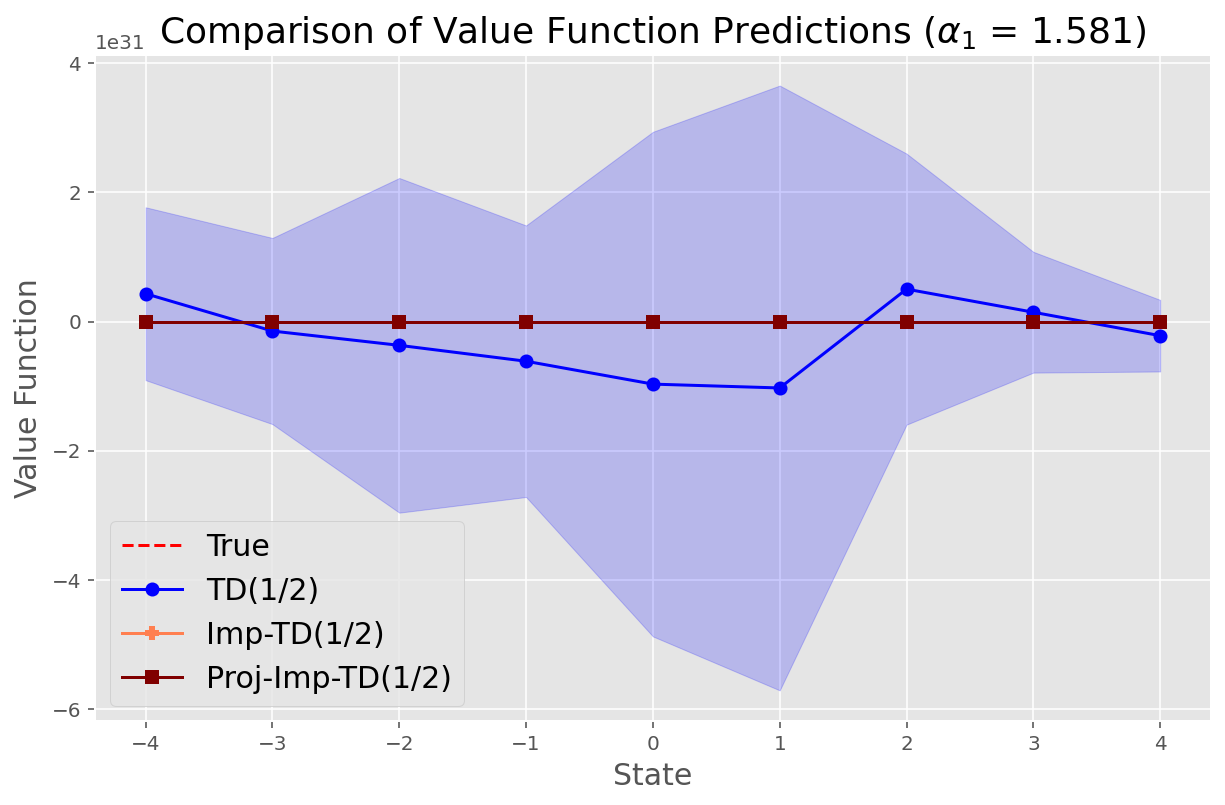 Comparison of Value Function Predictions (α₁ = 1.581)
1e31
4
2
0
−2
−4
−6
Value Function
True
TD(1/2)
Imp-TD(1/2)
Proj-Imp-TD(1/2)
−4 −3 −2 −1 0 1 2 3 4
State